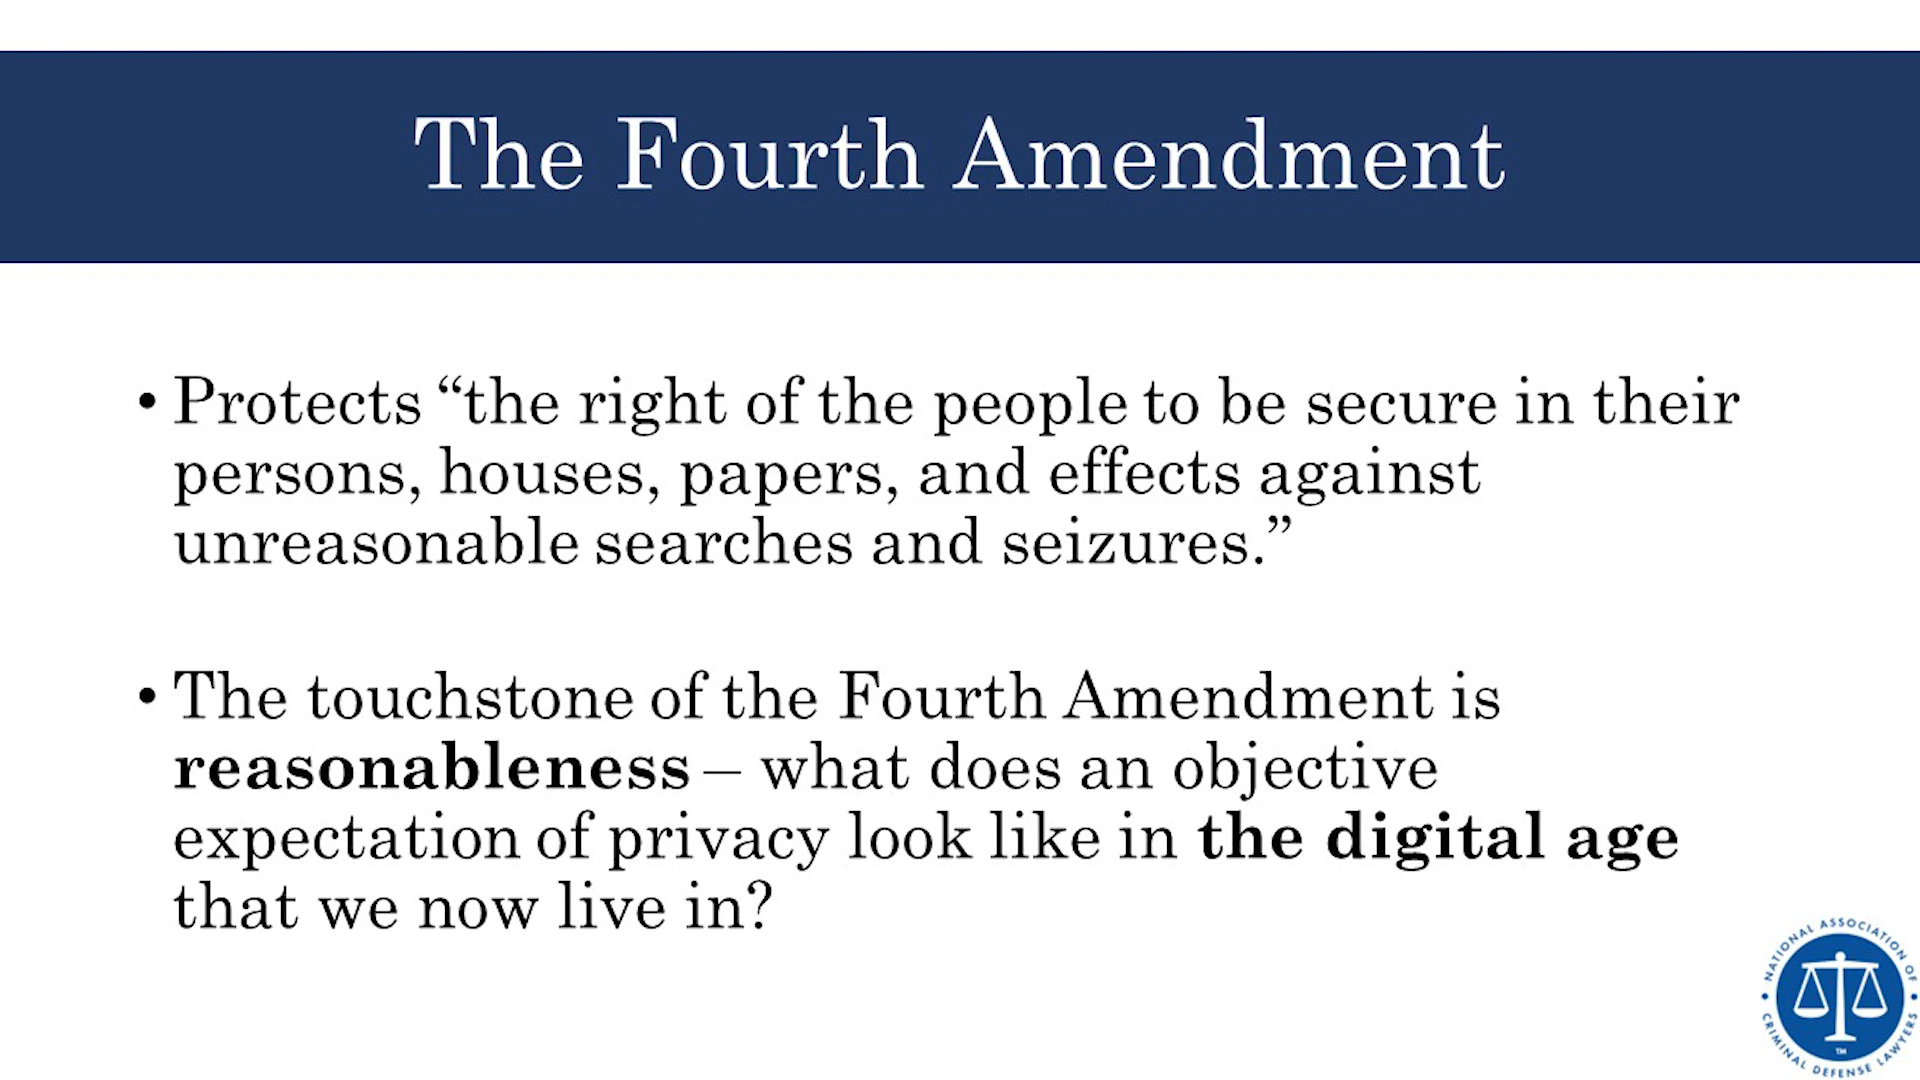 The Fourth Amendment
• Protects “the right of the people to be secure in their
persons, houses, papers, and effects against
unreasonable searches and seizures.”
• The touchstone of the Fourth Amendment is
reasonableness – what does an objective
expectation of privacy look like in the digital age
that we now live in?
NATIONAL ASSOCIATION OF
• CRIMINAL DEFENSE LAWYERS •
TM